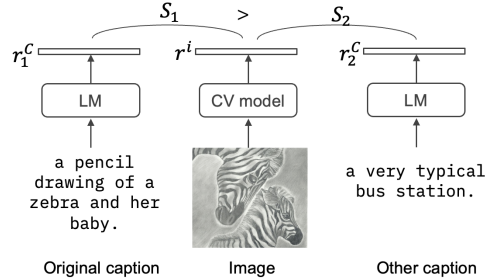 S₁ > S₂
r₁ᶜ rⁱ r₂ᶜ
LM CV model LM
a pencil
drawing of a
zebra and her
baby.
a very typical
bus station.
Original caption Image Other caption